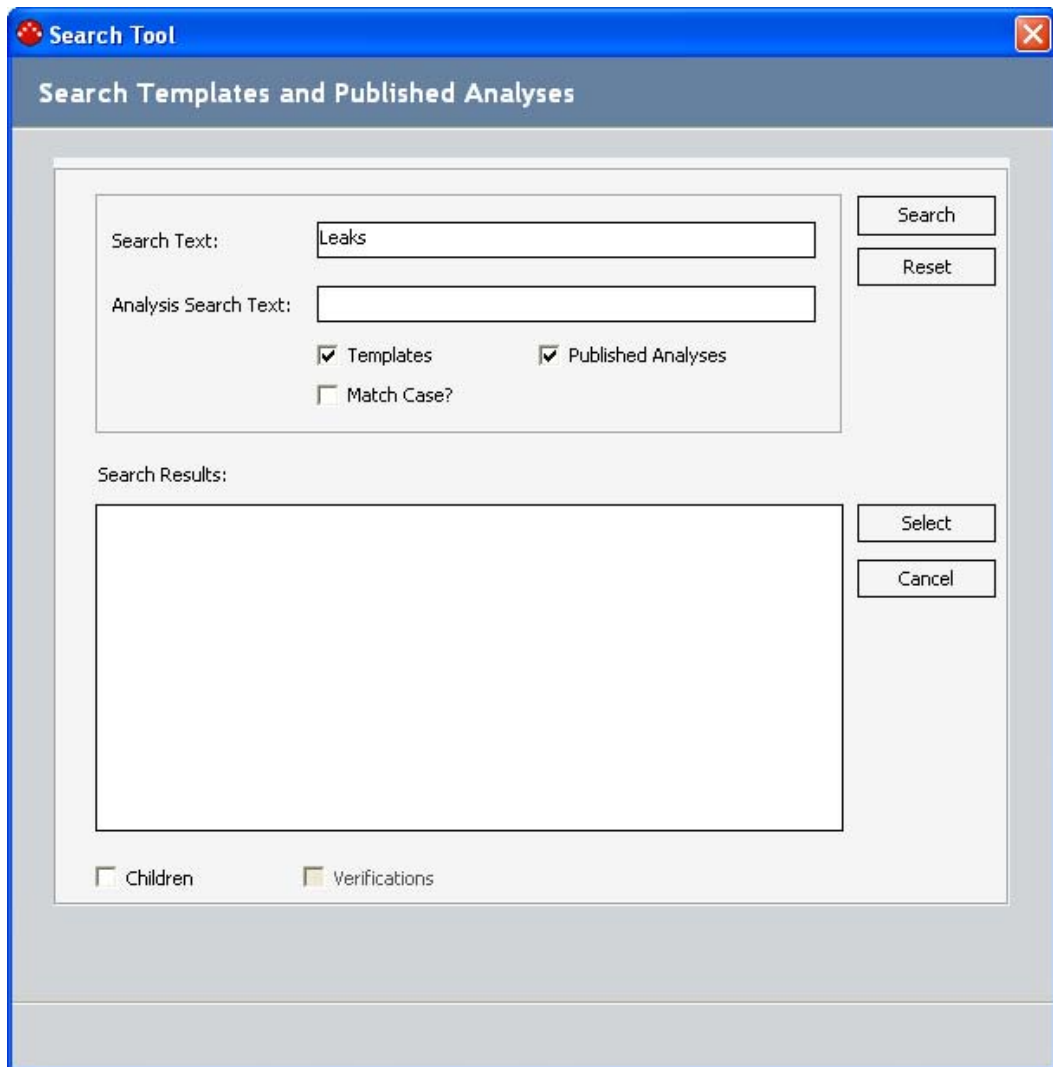 Search Tool
Search Templates and Published Analyses
Search Text:
Leaks
Search
Reset
Analysis Search Text:
Templates
Published Analyses
Match Case?
Search Results:
Select
Cancel
Children
Verifications